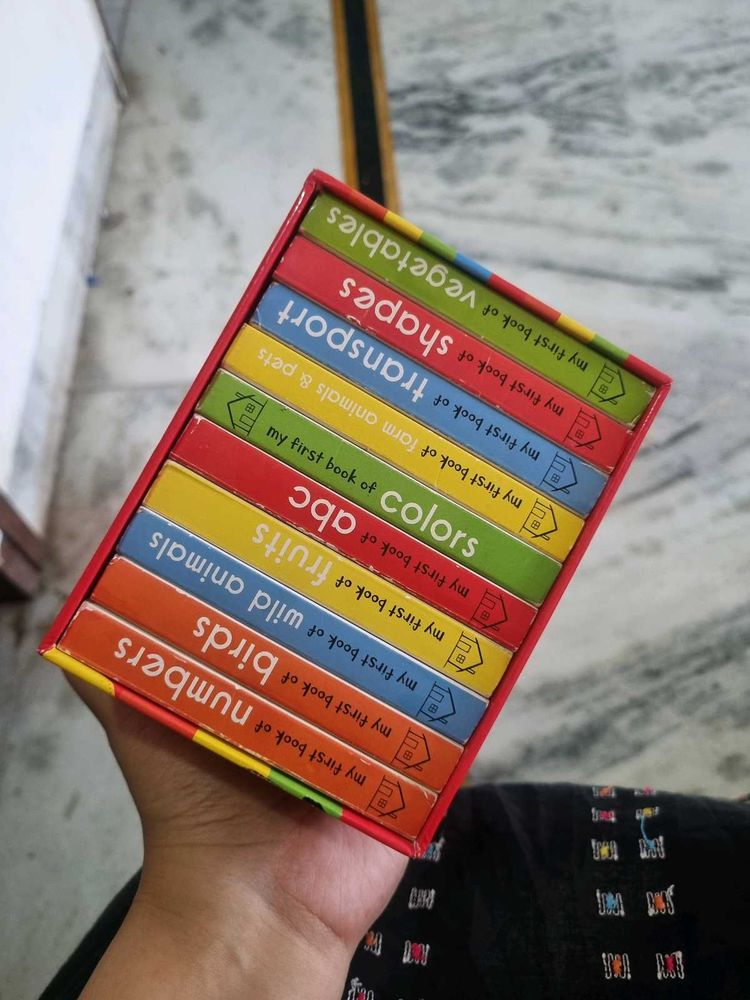 my first book of vegetables
my first book of shapes
my first book of transport
my first book of farm animals & pets
my first book of colors
my first book of abc
my first book of fruits
my first book of wild animals
my first book of birds
my first book of numbers